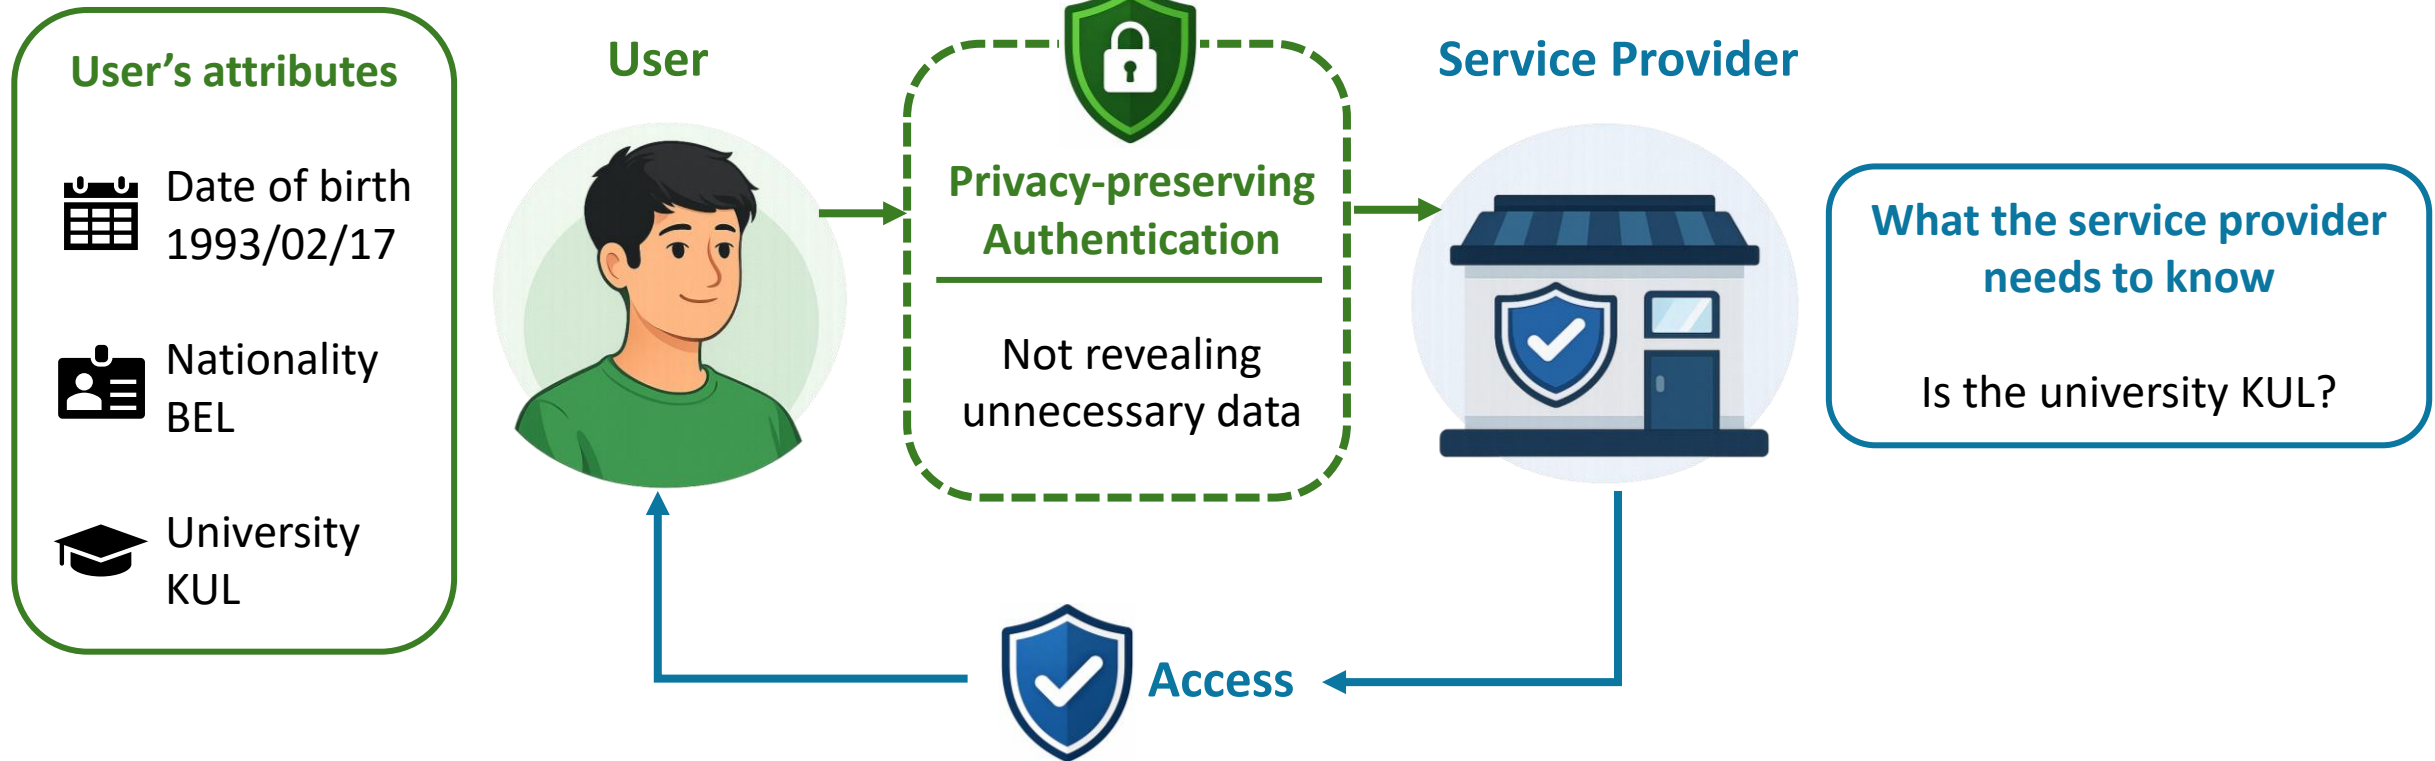 User's attributes
Date of birth
1993/02/17
Nationality
BEL
University
KUL
User
Privacy-preserving
Authentication
Not revealing
unnecessary data
Service Provider
What the service provider
needs to know
Is the university KUL?
Access